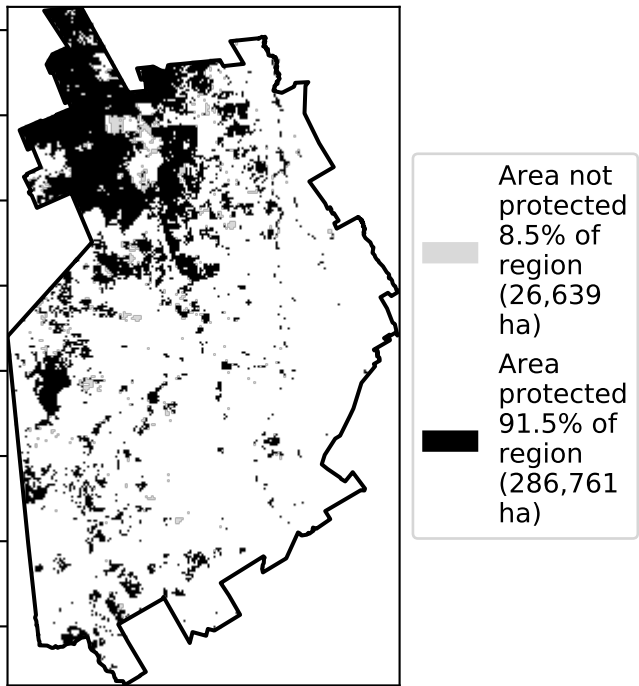 Area not
protected
8.5% of
region
(26,639
ha)
Area
protected
91.5% of
region
(286,761
ha)